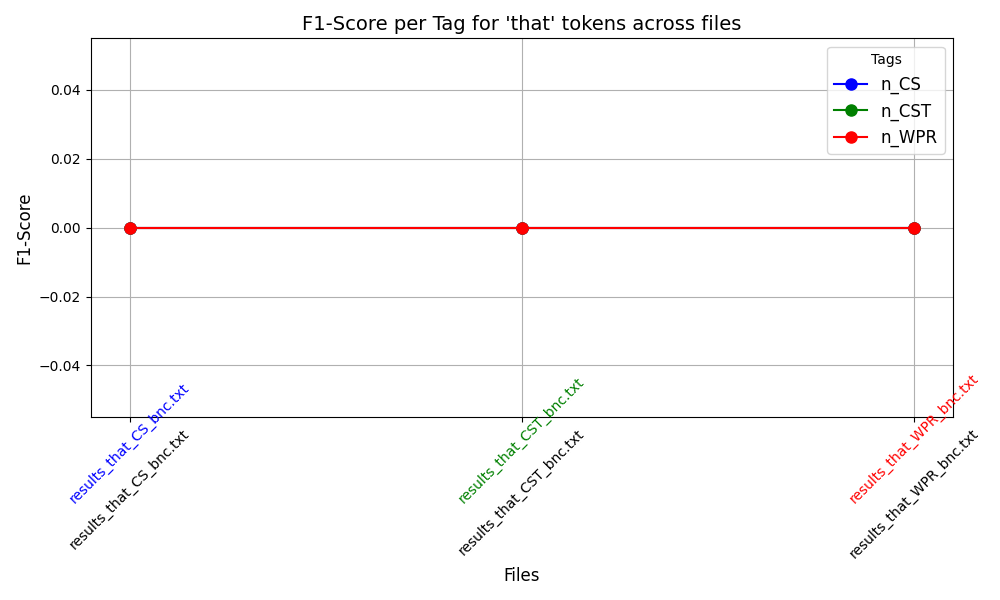 F1-Score per Tag for 'that' tokens across files
Tags
n_CS
n_CST
n_WPR
F1-Score
0.04
0.02
0.00
−0.02
−0.04
results_that_CS_bnc.txt
results_that_CST_bnc.txt
results_that_WPR_bnc.txt
results_that_CS_bnc.txt
results_that_CST_bnc.txt
results_that_WPR_bnc.txt
Files